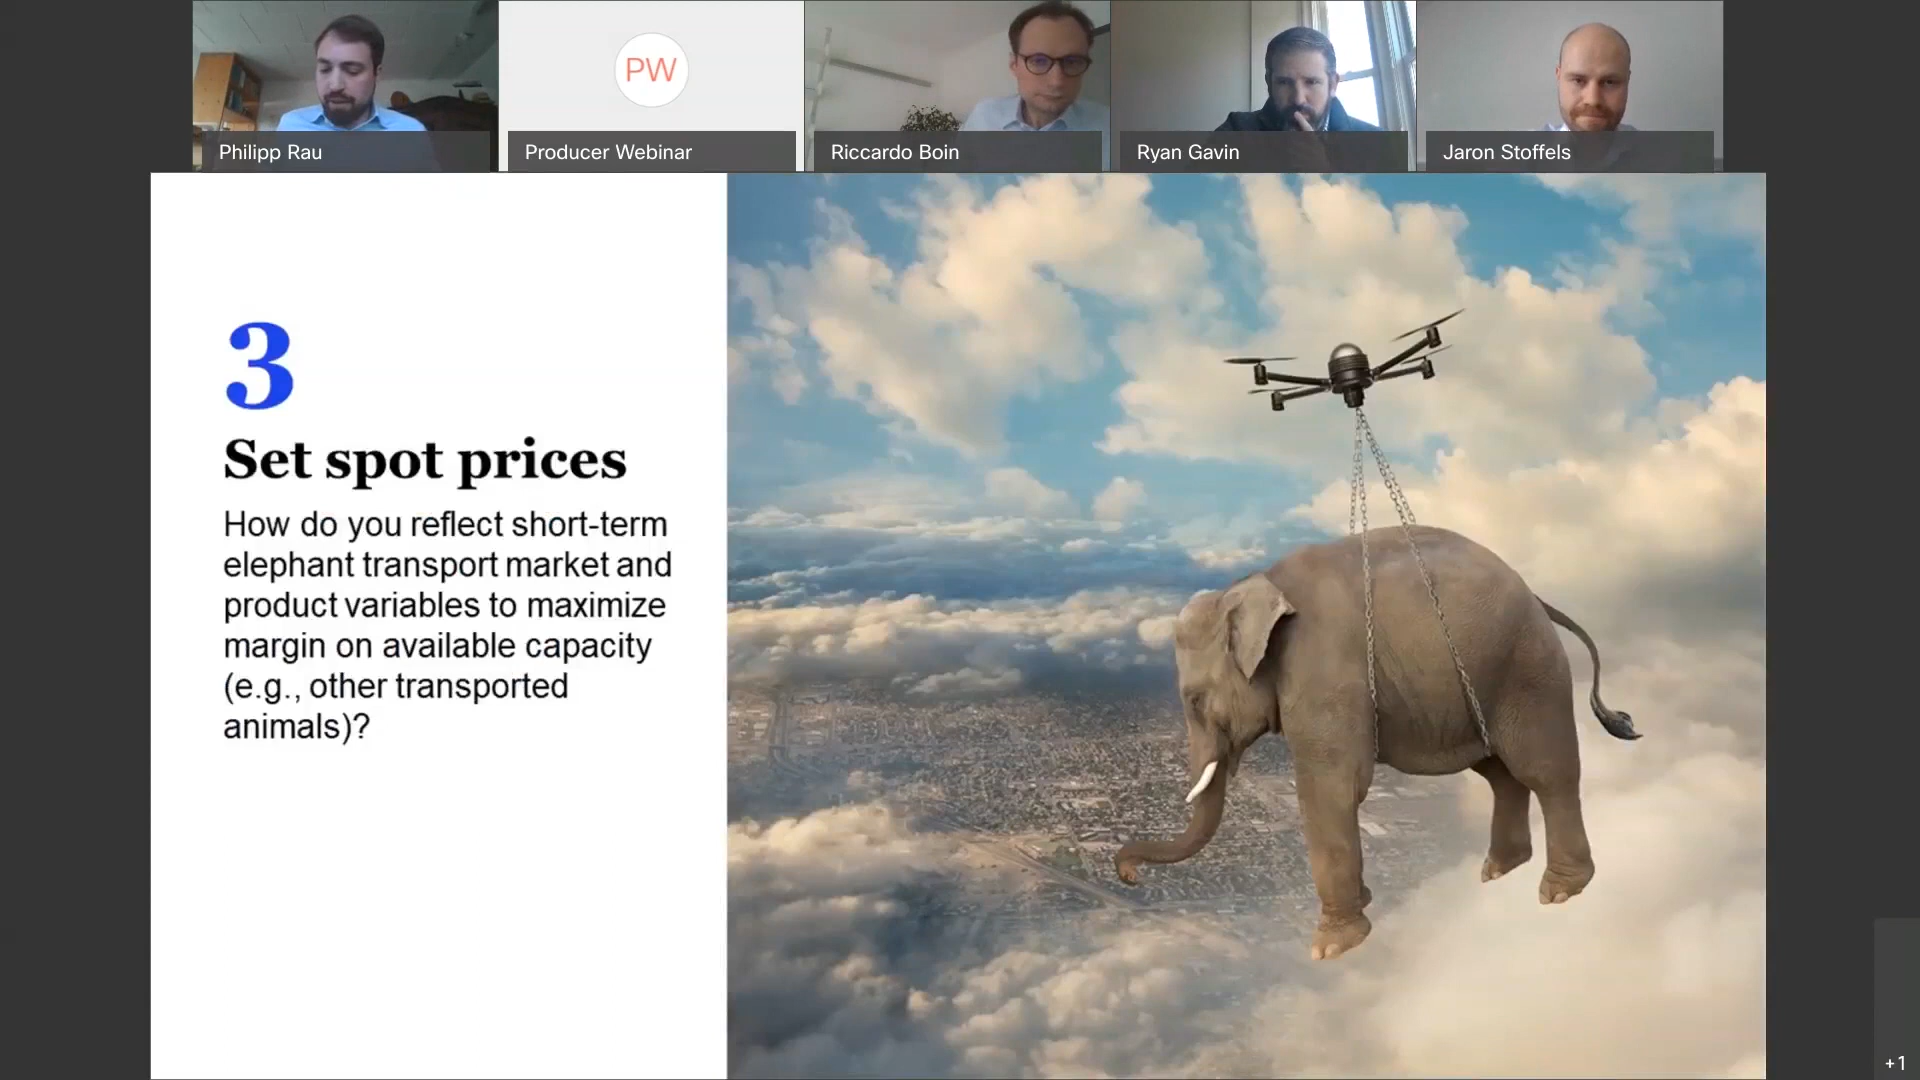 Philipp Rau
PW
Producer Webinar
Riccardo Boin
Ryan Gavin
Jaron Stoffels
3
Set spot prices
How do you reflect short-term
elephant transport market and
product variables to maximize
margin on available capacity
(e.g., other transported
animals)?
+1